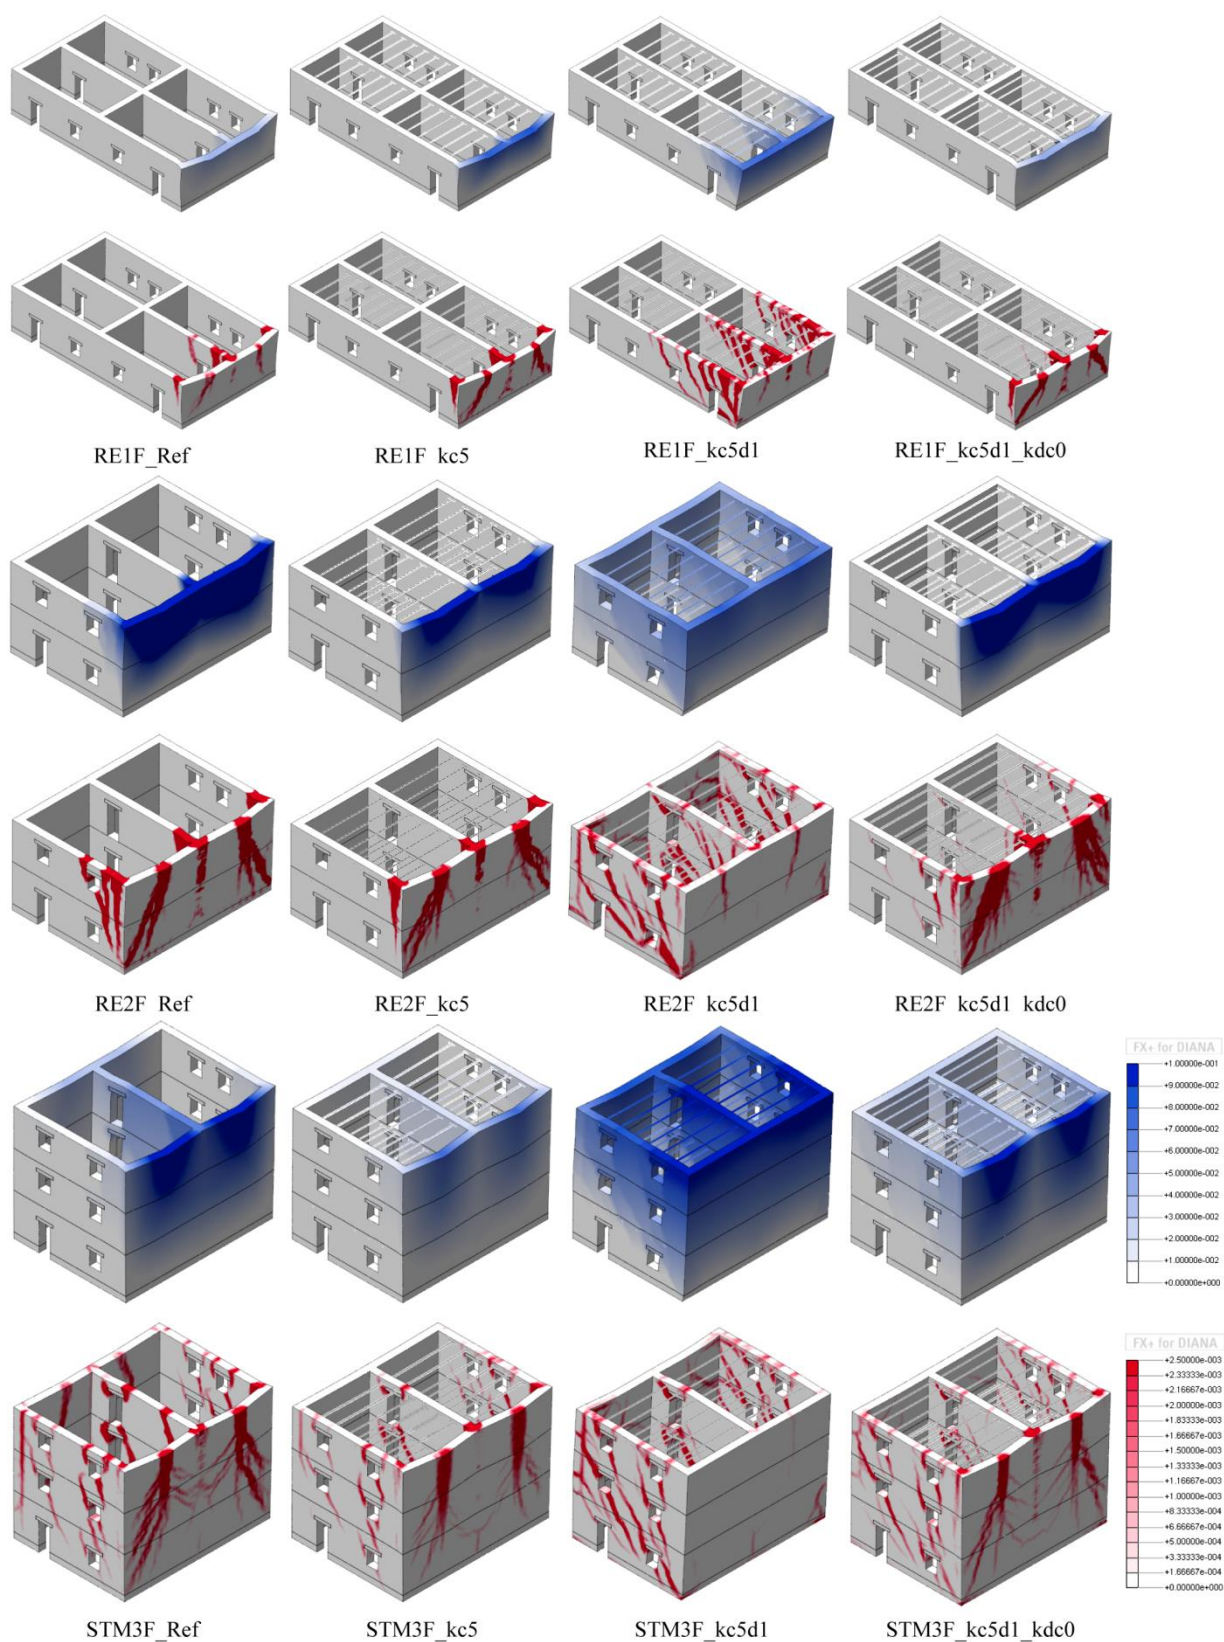 RE1F_Ref
RE1F_kc5
RE1F_kc5d1
RE1F_kc5d1_kdc0
RE2F_Ref
RE2F_kc5
RE2F_kc5d1
RE2F_kc5d1_kdc0
FX+ for DIANA
+1.00000e-001
+9.00000e-002
+8.00000e-002
+7.00000e-002
+6.00000e-002
+5.00000e-002
+4.00000e-002
+3.00000e-002
+2.00000e-002
+1.00000e-002
+0.00000e+000
FX+ for DIANA
+2.50000e-003
+2.33333e-003
+2.16667e-003
+2.00000e-003
+1.83333e-003
+1.66667e-003
+1.50000e-003
+1.33333e-003
+1.16667e-003
+1.00000e-003
+8.33333e-004
+6.66667e-004
+5.00000e-004
+3.33333e-004
+1.66667e-004
+0.00000e+000
STM3F_Ref
STM3F_kc5
STM3F_kc5d1
STM3F_kc5d1_kdc0